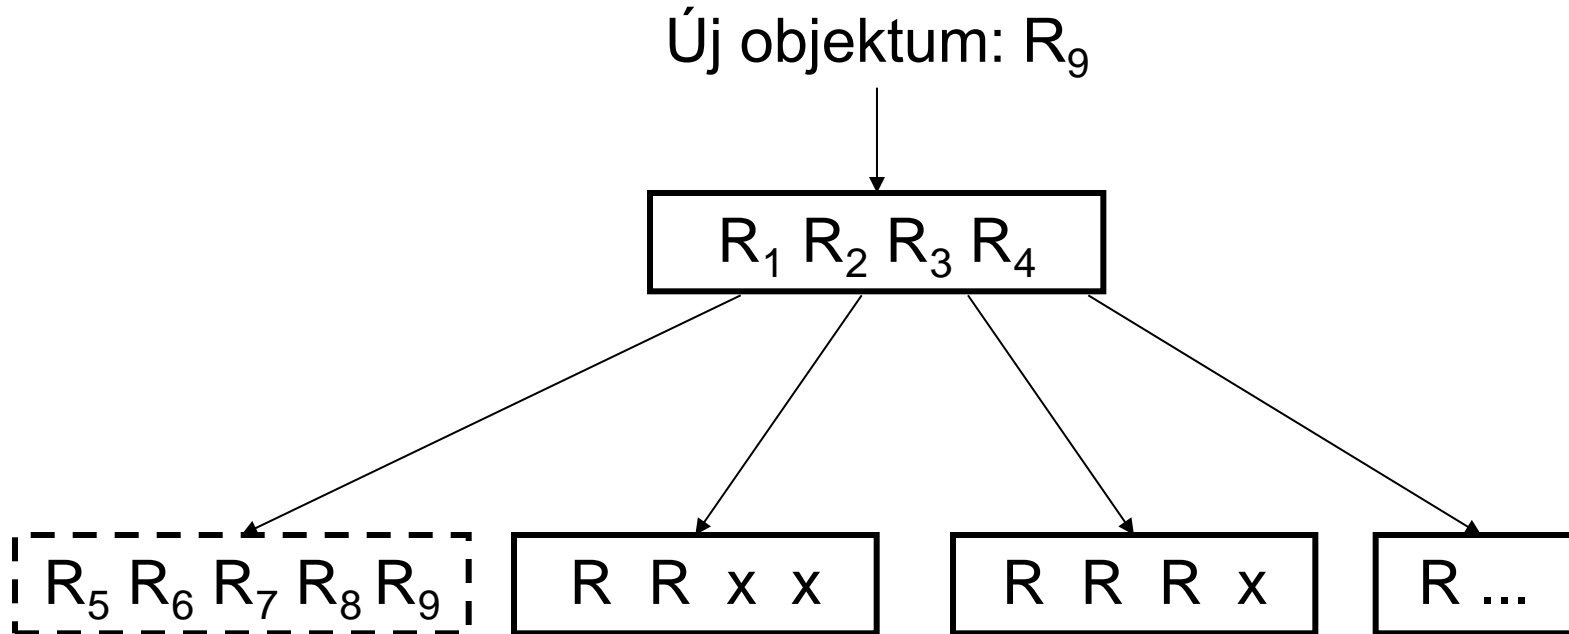 Új objektum: R₉
R₁ R₂ R₃ R₄
R₅ R₆ R₇ R₈ R₉
R R x x
R R R x
R ...